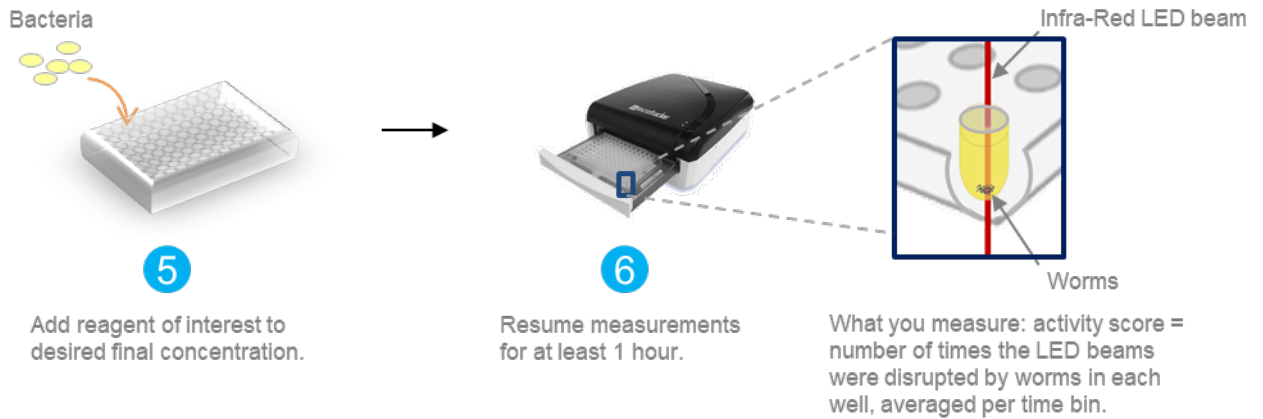 Bacteria
Infra-Red LED beam
5
6
Worms
Add reagent of interest to
desired final concentration.
Resume measurements
for at least 1 hour.
What you measure: activity score =
number of times the LED beams
were disrupted by worms in each
well, averaged per time bin.